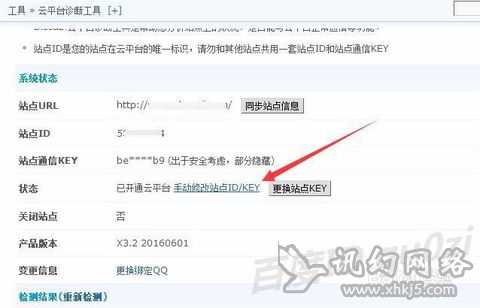 工具 » 云平台诊断工具 [+]
站点ID是您的站点在云平台的唯一标识，请勿和其他站点共用一套站点ID和站点通信KEY
系统状态
站点URL http:// / 同步站点信息
站点ID 5
站点通信KEY be****b9 (出于安全考虑，部分隐藏)
状态 已开通云平台 手动修改站点ID/KEY 更换站点KEY
关闭站点 否
产品版本 X3.2 20160601
变更信息 更换绑定QQ
检测结果(重新检测)
讯幻网络
www.xhkj5.com